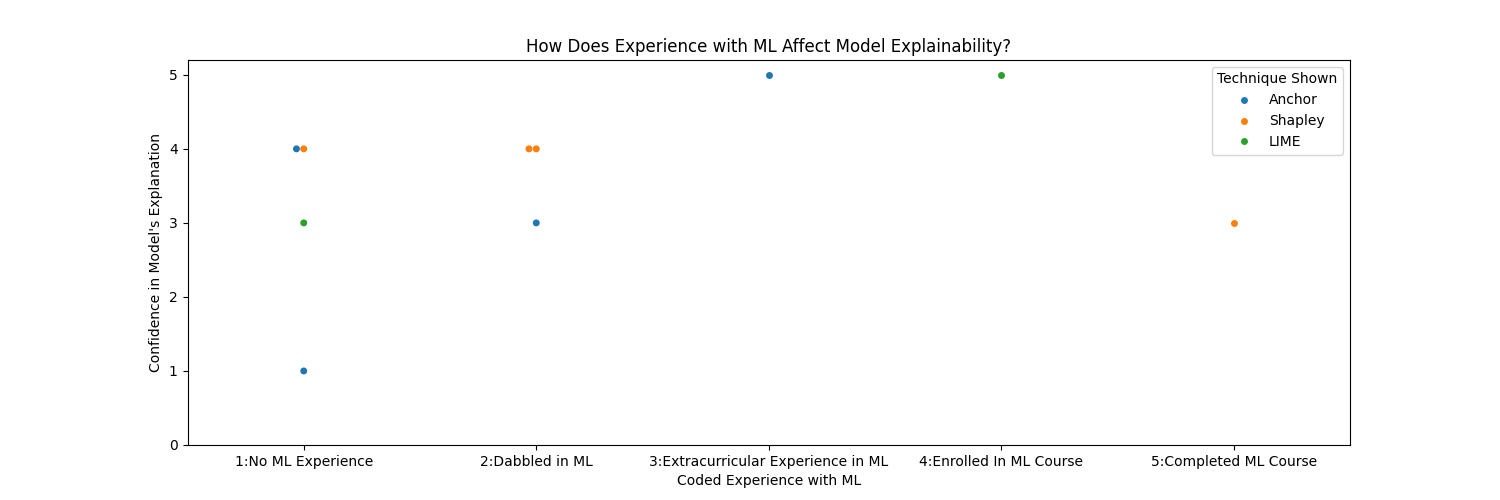 How Does Experience with ML Affect Model Explainability?
Technique Shown
Anchor
Shapley
LIME
Confidence in Model's Explanation
5
4
3
2
1
0
1:No ML Experience
2:Dabbled in ML
3:Extracurricular Experience in ML
4:Enrolled In ML Course
5:Completed ML Course
Coded Experience with ML